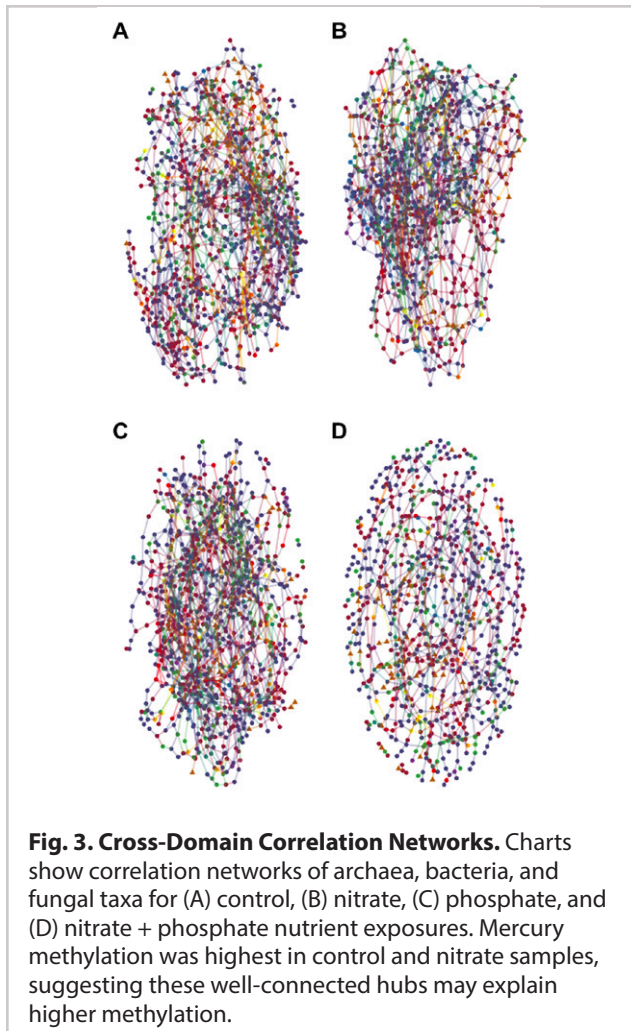 A
B
C
D
Fig. 3. Cross-Domain Correlation Networks. Charts
show correlation networks of archaea, bacteria, and
fungal taxa for (A) control, (B) nitrate, (C) phosphate, and
(D) nitrate + phosphate nutrient exposures. Mercury
methylation was highest in control and nitrate samples,
suggesting these well-connected hubs may explain
higher methylation.